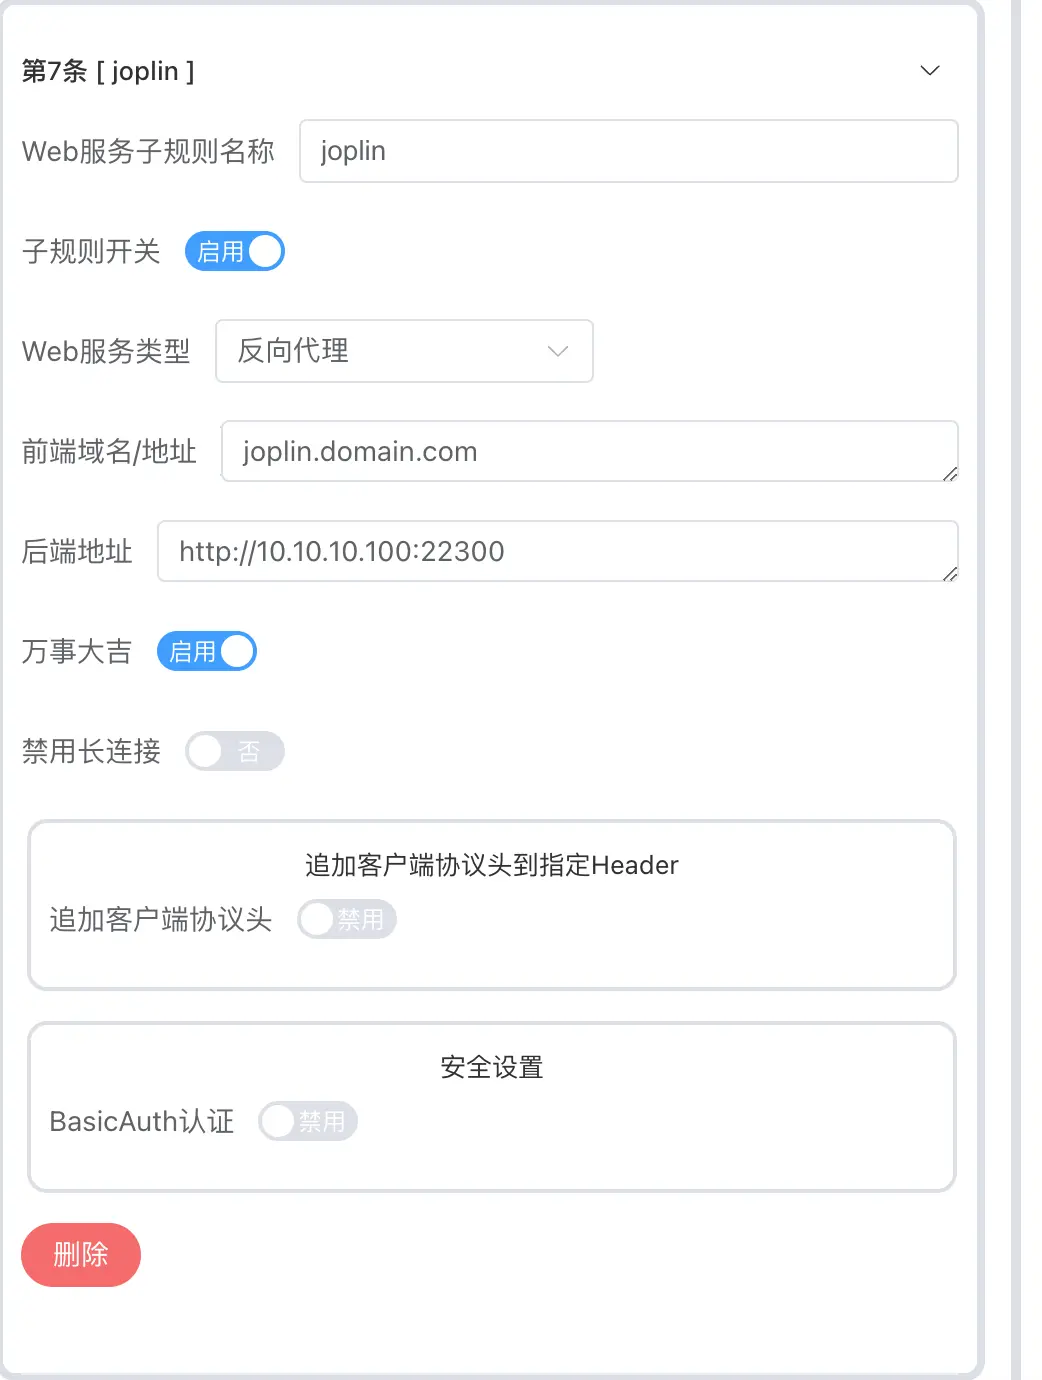 第7条 [ joplin ]
Web服务子规则名称 joplin
子规则开关 启用
Web服务类型 反向代理
前端域名/地址 joplin.domain.com
后端地址 http://10.10.10.100:22300
万事大吉 启用
禁用长连接 否
追加客户端协议头到指定Header
追加客户端协议头 禁用
安全设置
BasicAuth认证 禁用
删除